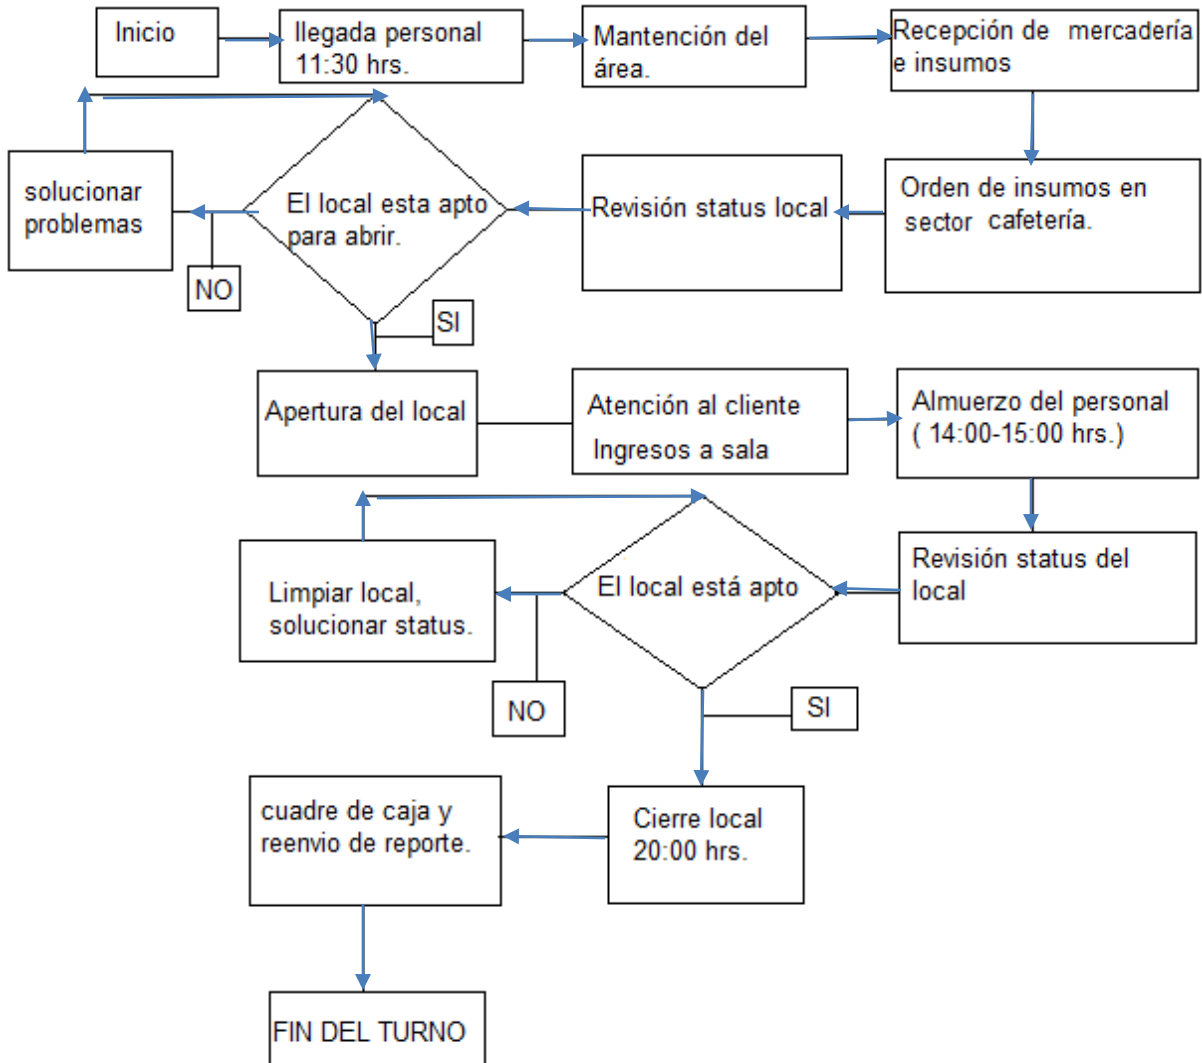 Inicio
llegada personal
11:30 hrs.
Mantención del
área.
Recepción de mercadería
e insumos
solucionar
problemas
El local esta apto
para abrir.
Revisión status local
Orden de insumos en
sector cafetería.
NO
SI
Apertura del local
Atención al cliente
Ingresos a sala
Almuerzo del personal
( 14:00-15:00 hrs.)
Limpiar local,
solucionar status.
El local está apto
Revisión status del
local
NO
SI
cuadre de caja y
reenvio de reporte.
Cierre local
20:00 hrs.
FIN DEL TURNO